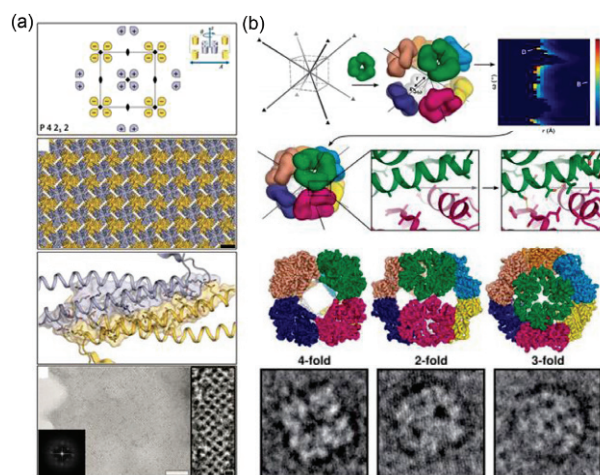 (a)
P 4 2₁ 2
(b)
r
ω
D
B
ω (°)
r (Å)
4-fold
2-fold
3-fold